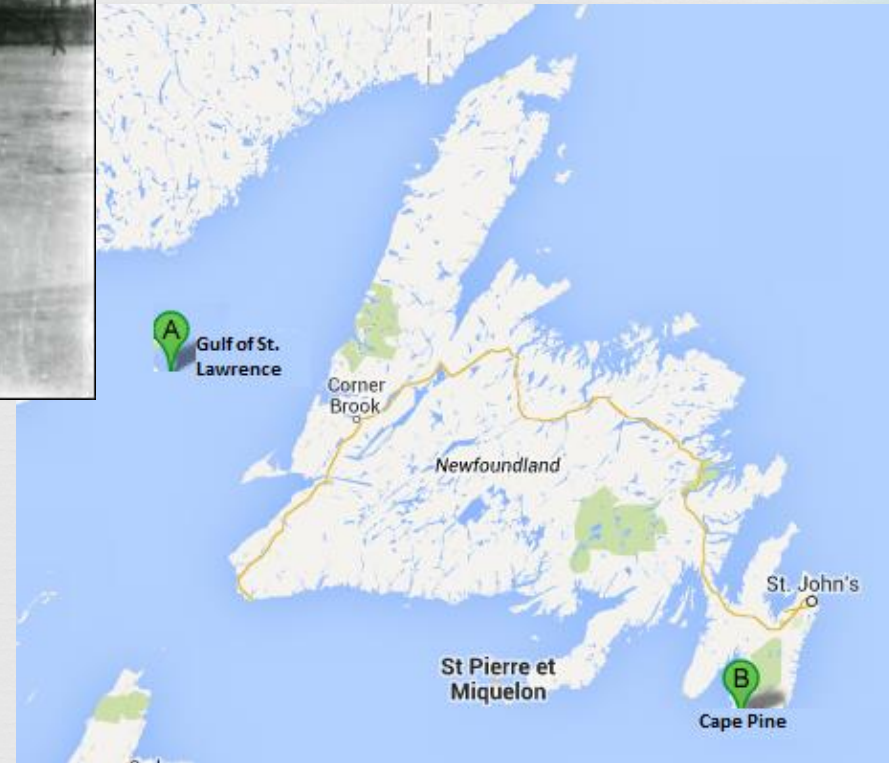 A
Gulf of St.
Lawrence
Corner
Brook
Newfoundland
St. John's
St Pierre et
Miquelon
B
Cape Pine